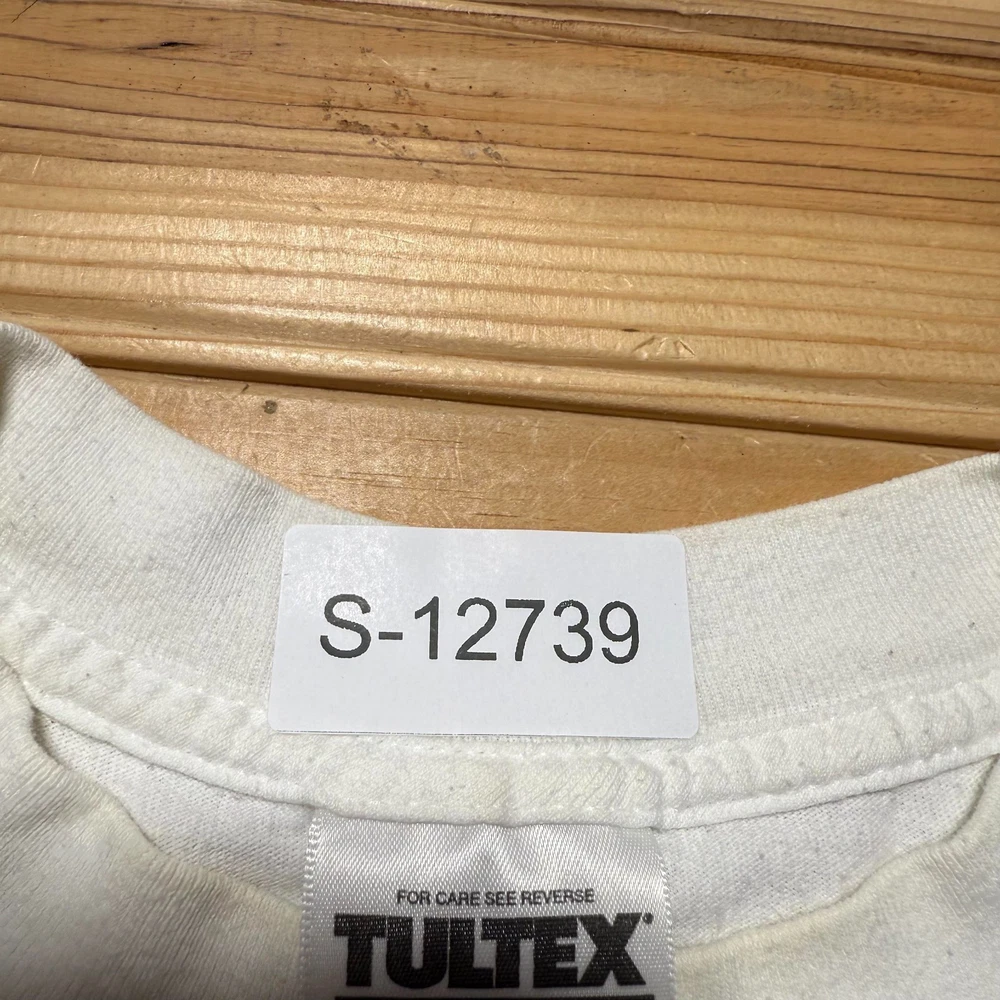 S-12739
FOR CARE SEE REVERSE
TULTEX®